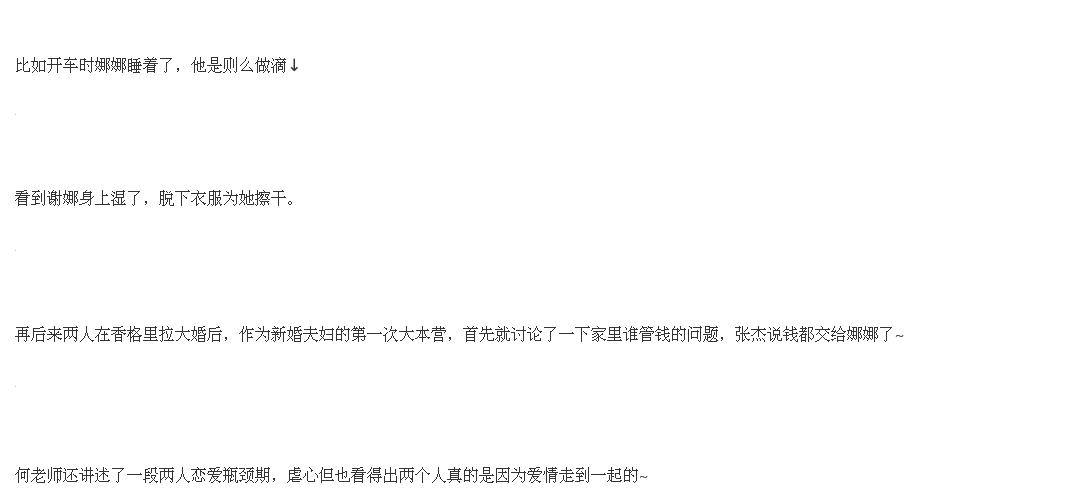 比如开车时娜娜睡着了，他是则么做滴↓
看到谢娜身上湿了，脱下衣服为她擦干。
再后来两人在香格里拉大婚后，作为新婚夫妇的第一次大本营，首先就讨论了一下家里谁管钱的问题，张杰说钱都交给娜娜了~
何老师还讲述了一段两人恋爱瓶颈期，虐心但也看得出两个人真的是因为爱情走到一起的~